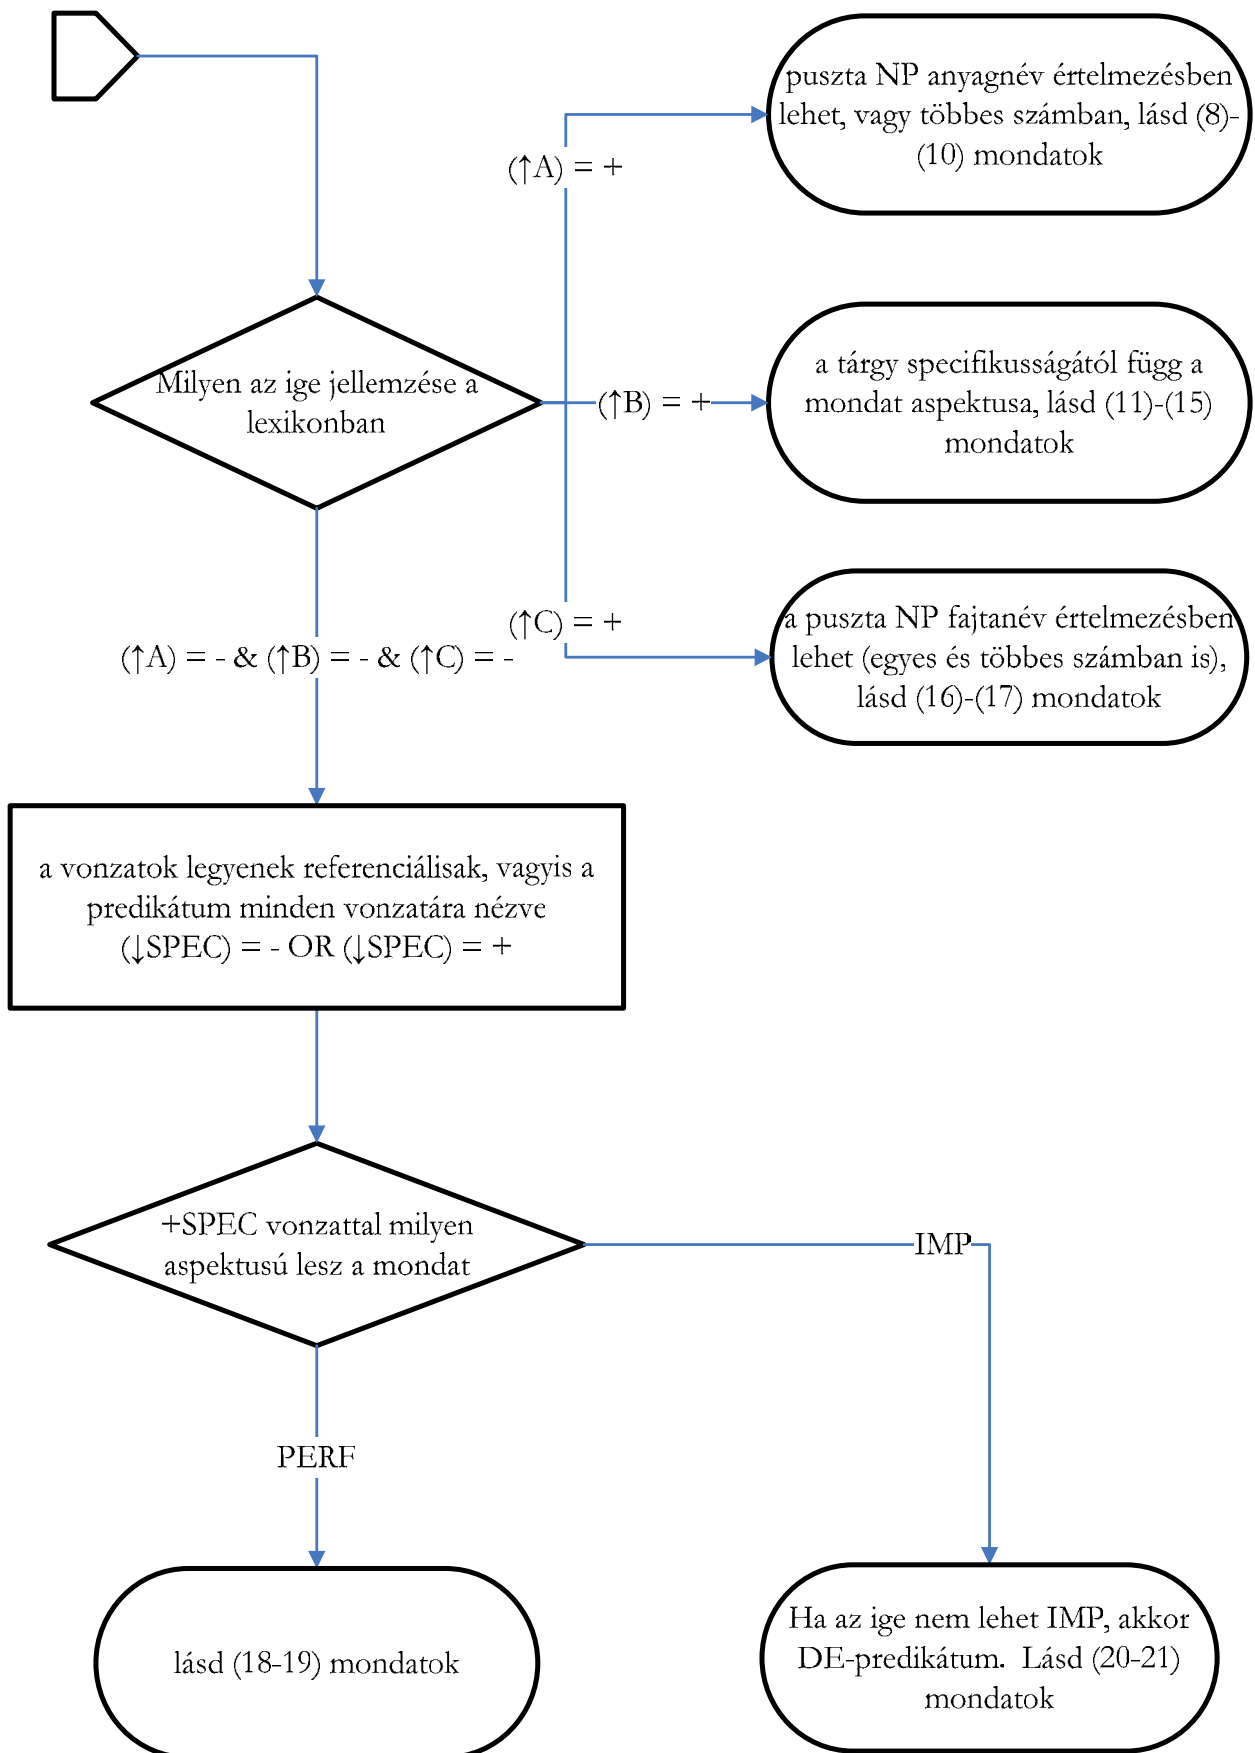 puszta NP anyagnév értelmezésben
lehet, vagy többes számban, lásd (8)-
(10) mondatok
(↑A) = +
Milyen az ige jellemzése a
lexikonban
(↑B) = +
a tárgy specifikusságától függ a
mondat aspektusa, lásd (11)-(15)
mondatok
(↑C) = +
a puszta NP fajtanév értelmezésben
lehet (egyes és többes számban is),
lásd (16)-(17) mondatok
(↑A) = - & (↑B) = - & (↑C) = -
a vonzatok legyenek referenciálisak, vagyis a
predikátum minden vonzatára nézve
(↓SPEC) = - OR (↓SPEC) = +
+SPEC vonzattal milyen
aspektusú lesz a mondat
IMP
PERF
lásd (18-19) mondatok
Ha az ige nem lehet IMP, akkor
DE-predikátum. Lásd (20-21)
mondatok